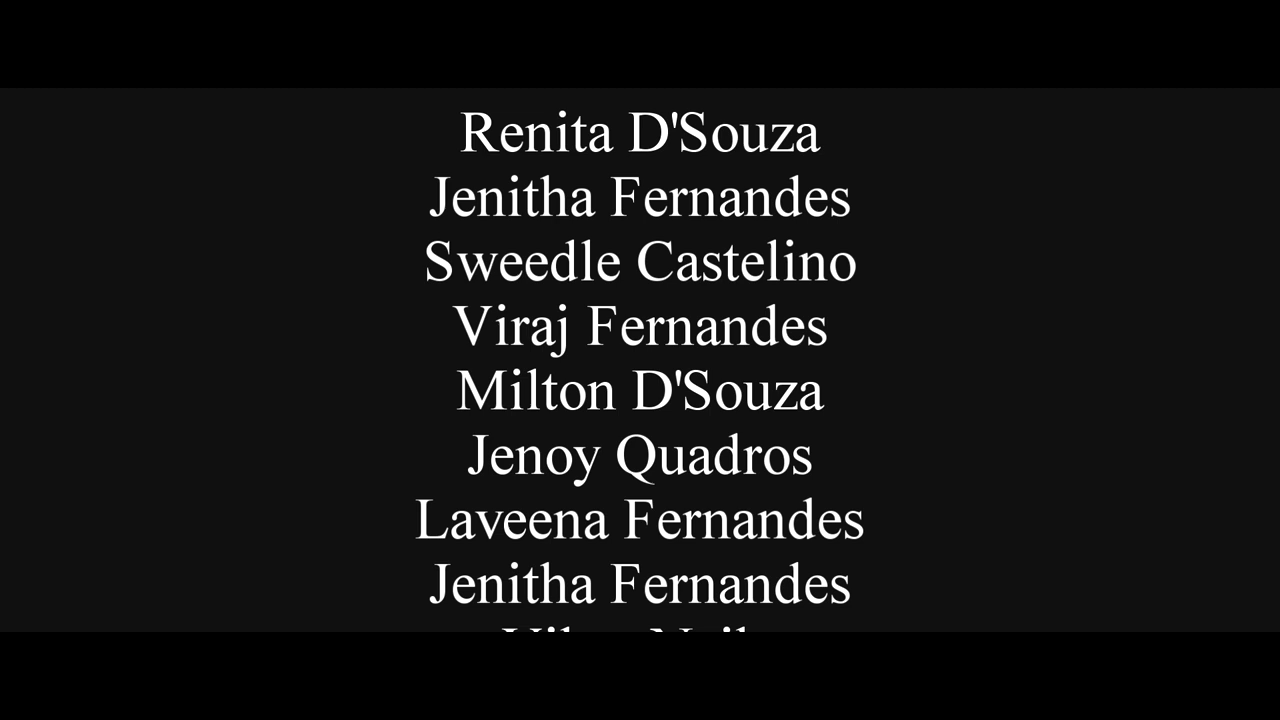 Renita D'Souza
Jenitha Fernandes
Sweedle Castelino
Viraj Fernandes
Milton D'Souza
Jenoy Quadros
Laveena Fernandes
Jenitha Fernandes